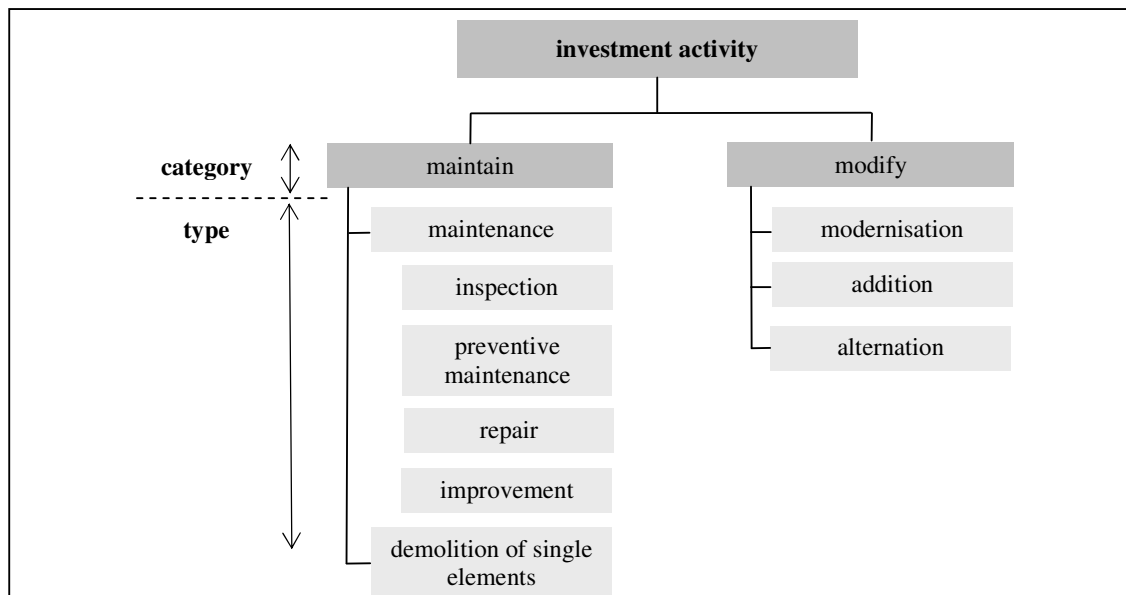 investment activity
category
maintain
modify
type
maintenance
modernisation
inspection
addition
preventive
maintenance
alternation
repair
improvement
demolition of single
elements